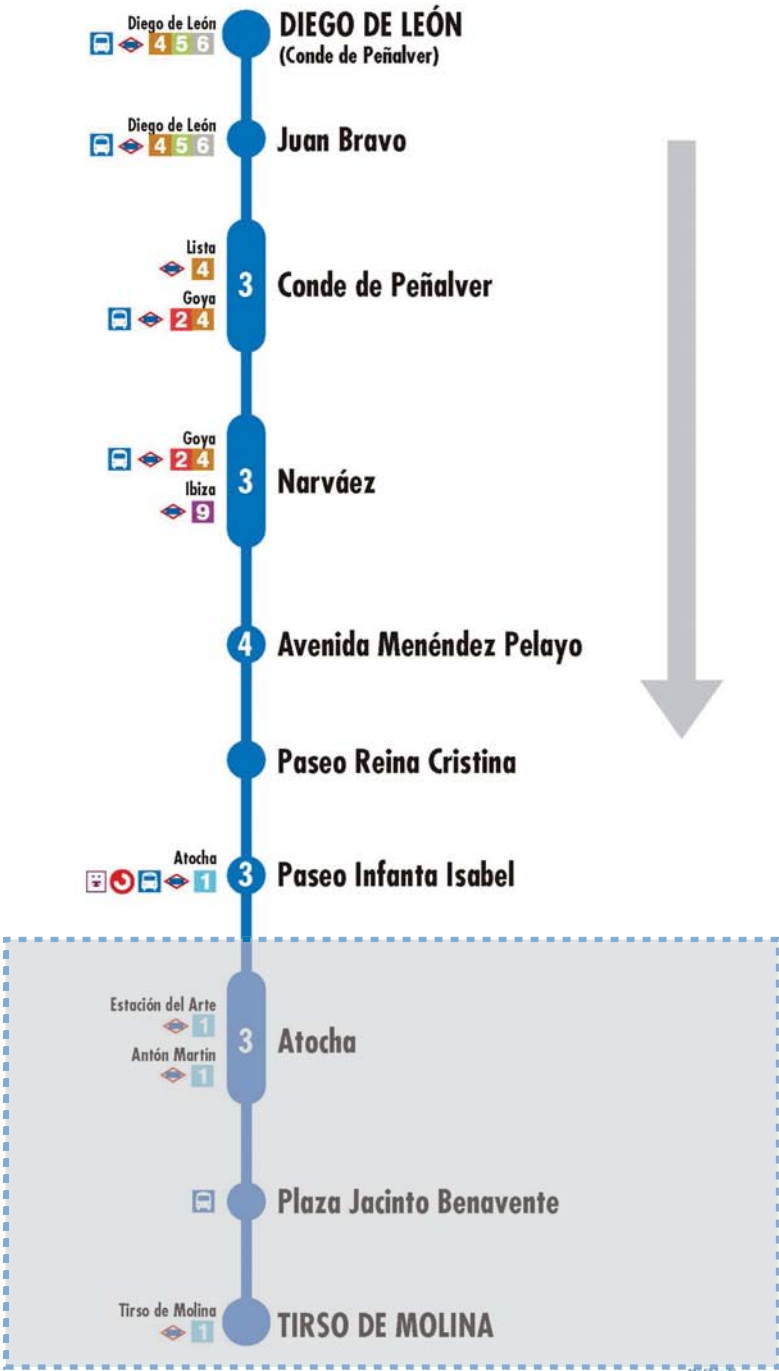 Diego de León
4 5 6
DIEGO DE LEÓN
(Conde de Peñalver)
Diego de León
4 5 6
Juan Bravo
Lista
4
Goya
2 4
3
Conde de Peñalver
Goya
2 4
Ibiza
9
3
Narváez
4
Avenida Menéndez Pelayo
Paseo Reina Cristina
Atocha
1
3
Paseo Infanta Isabel
Estación del Arte
1
Antón Martín
1
3
Atocha
Plaza Jacinto Benavente
Tirso de Molina
1
TIRSO DE MOLINA